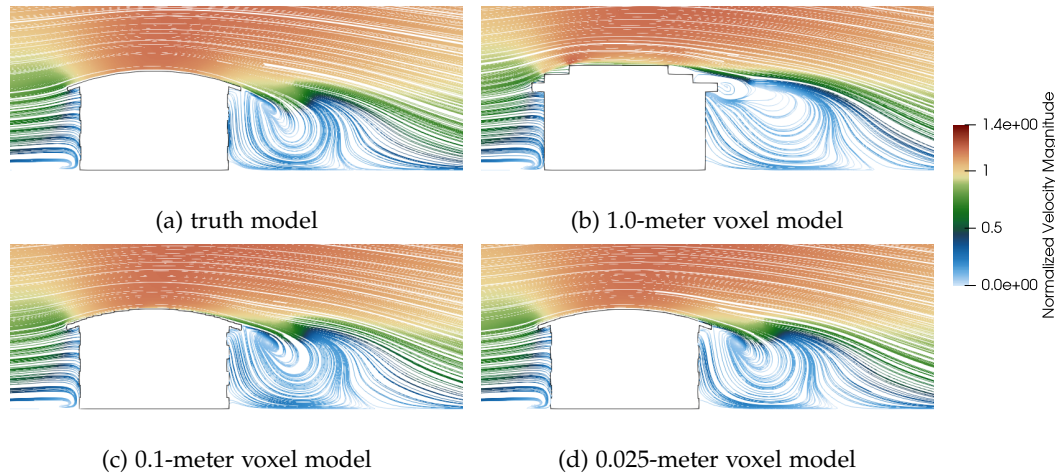 (a) truth model
(b) 1.0-meter voxel model
1.4e+00
1
0.5
0.0e+00
Normalized Velocity Magnitude
(c) 0.1-meter voxel model
(d) 0.025-meter voxel model